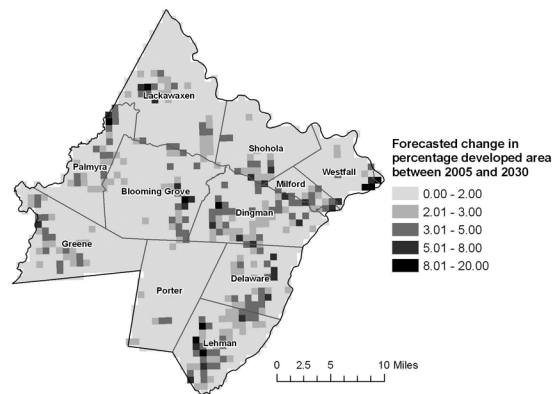 Lackawaxen
Shohola
Westfall
Palmyra
Milford
Blooming Grove
Dingman
Greene
Delaware
Porter
Lehman
Forecasted change in
percentage developed area
between 2005 and 2030
0.00 - 2.00
2.01 - 3.00
3.01 - 5.00
5.01 - 8.00
8.01 - 20.00
0 2.5 5 10 Miles